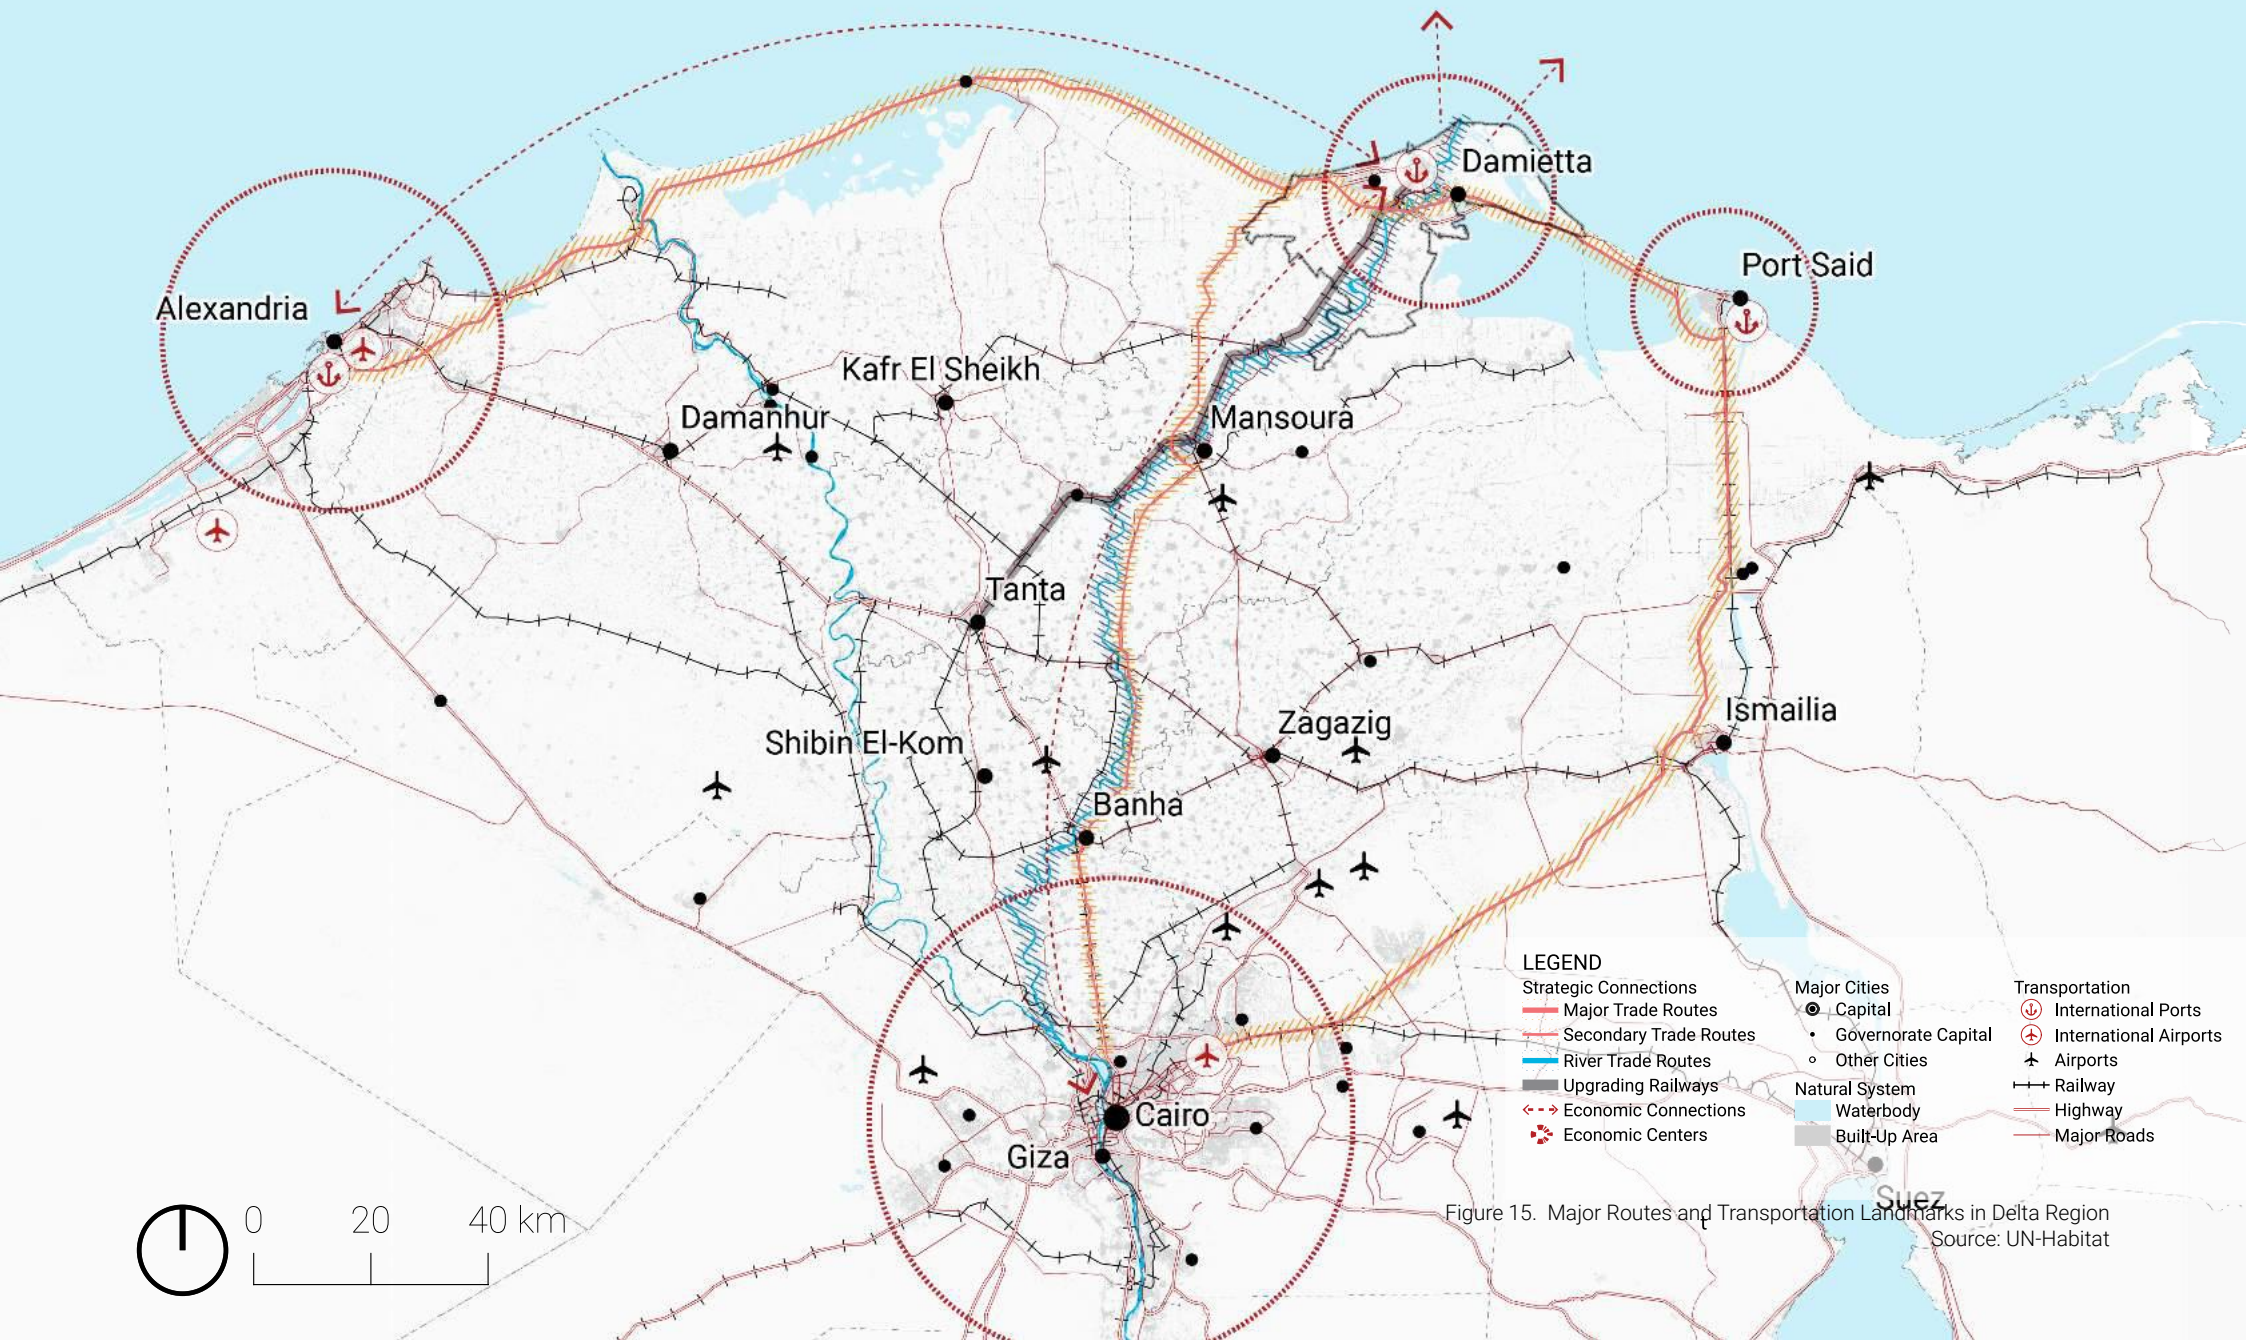 Damietta
Port Said
Alexandria
Kafr El Sheikh
Damanhur
Mansoura
Tanta
Ismailia
Zagazig
Shibin El-Kom
Banha
Cairo
Giza
Suez
LEGEND
Strategic Connections
Major Trade Routes
Secondary Trade Routes
River Trade Routes
Upgrading Railways
Economic Connections
Economic Centers
Major Cities
Capital
Governorate Capital
Other Cities
Natural System
Waterbody
Built-Up Area
Transportation
International Ports
International Airports
Airports
Railway
Highway
Major Roads
0 20 40 km
Figure 15. Major Routes and Transportation Landmarks in Delta Region
t
Source: UN-Habitat